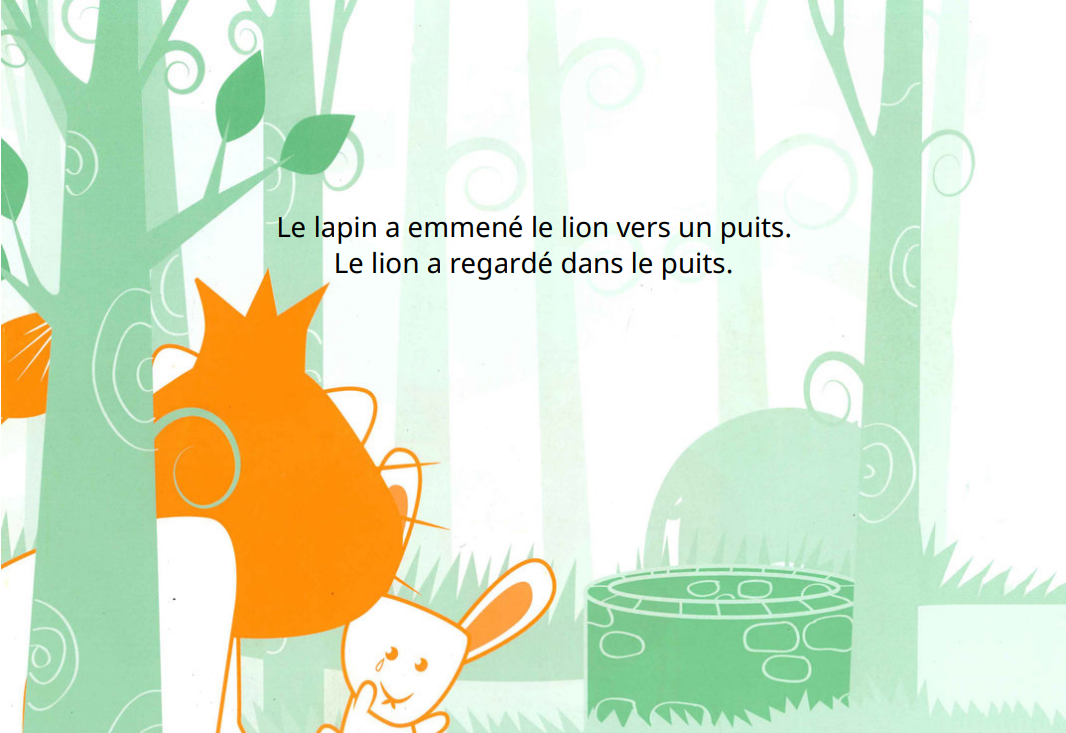 Le lapin a emmené le lion vers un puits.
Le lion a regardé dans le puits.